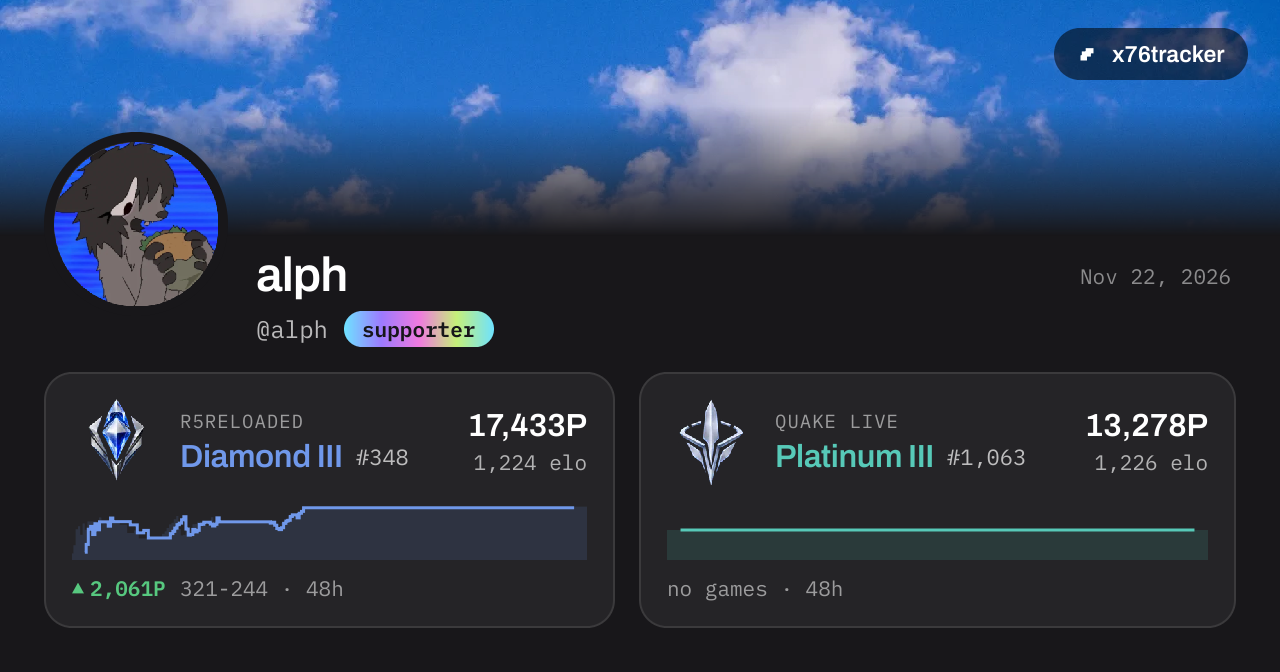 x76tracker
alph
Nov 22, 2026
@alph supporter
R5RELOADED
Diamond III #348
17,433P
1,224 elo
▲2,061P 321-244 · 48h
QUAKE LIVE
Platinum III #1,063
13,278P
1,226 elo
no games · 48h